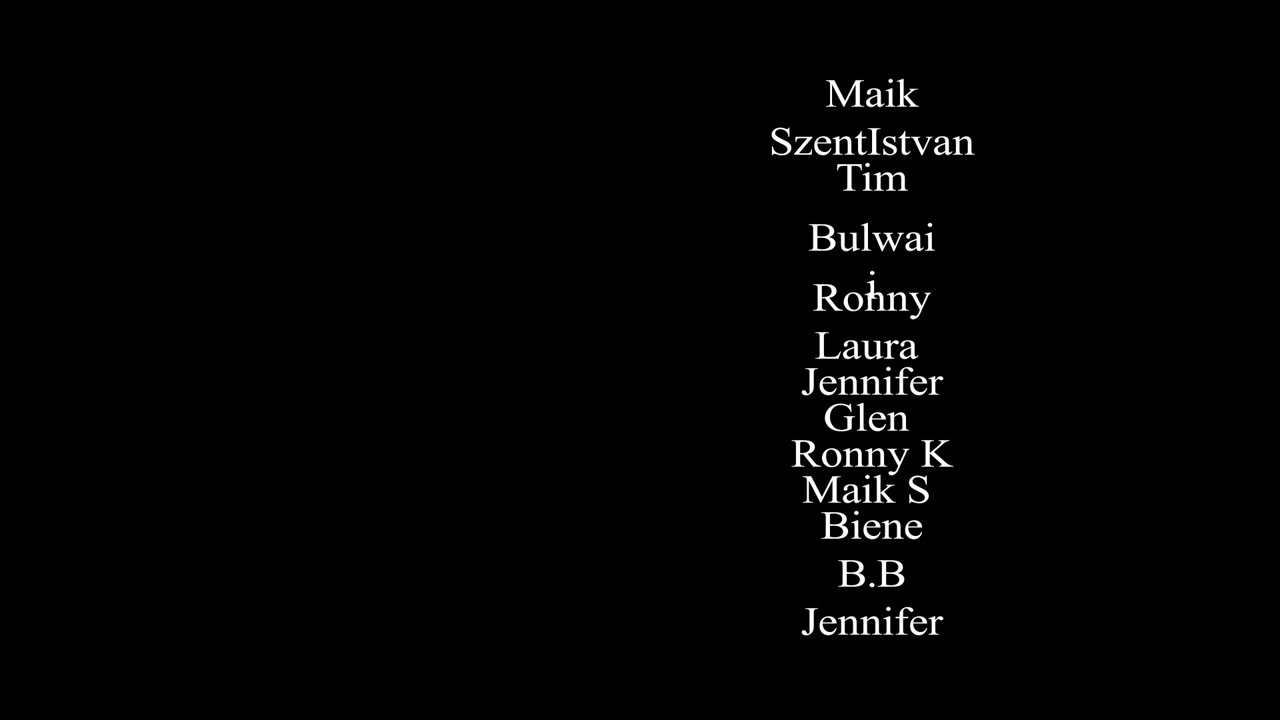 Maik
SzentIstvan
Tim
Bulwai
i
Ronny
Laura
Jennifer
Glen
Ronny K
Maik S
Biene
B.B
Jennifer